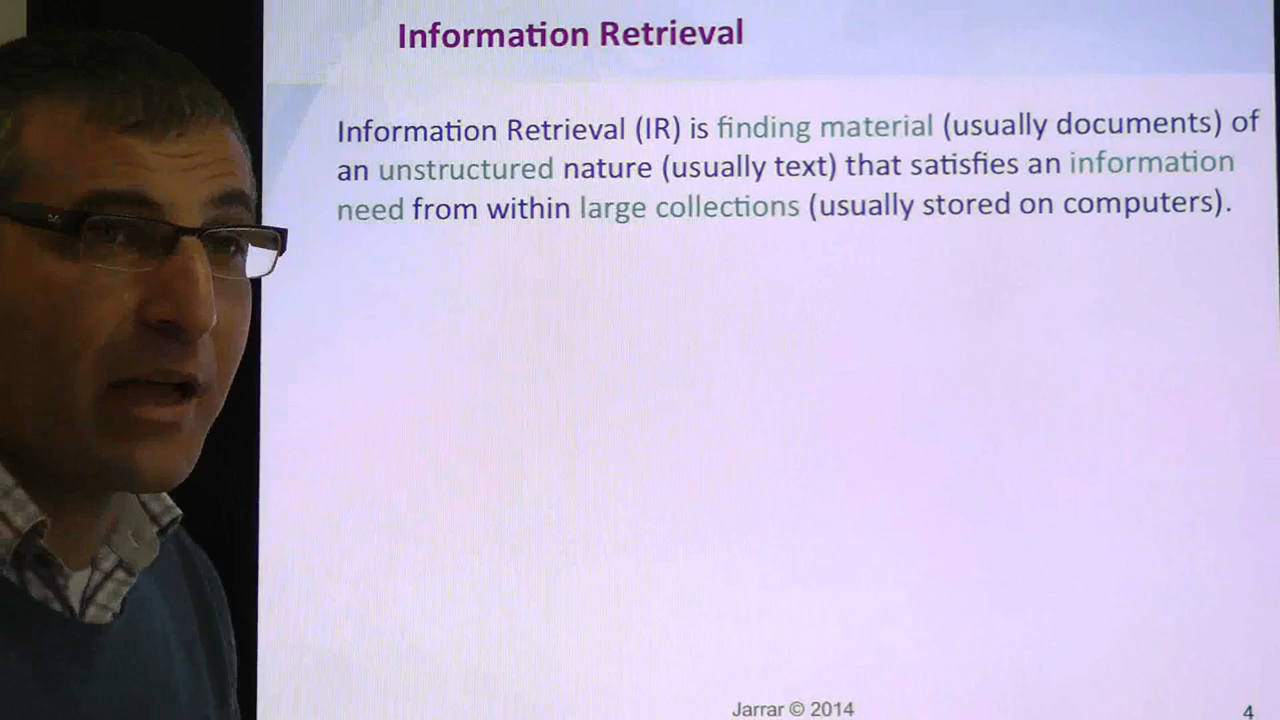 Information Retrieval
Information Retrieval (IR) is finding material (usually documents) of
an unstructured nature (usually text) that satisfies an information
need from within large collections (usually stored on computers).
Jarrar © 2014
4